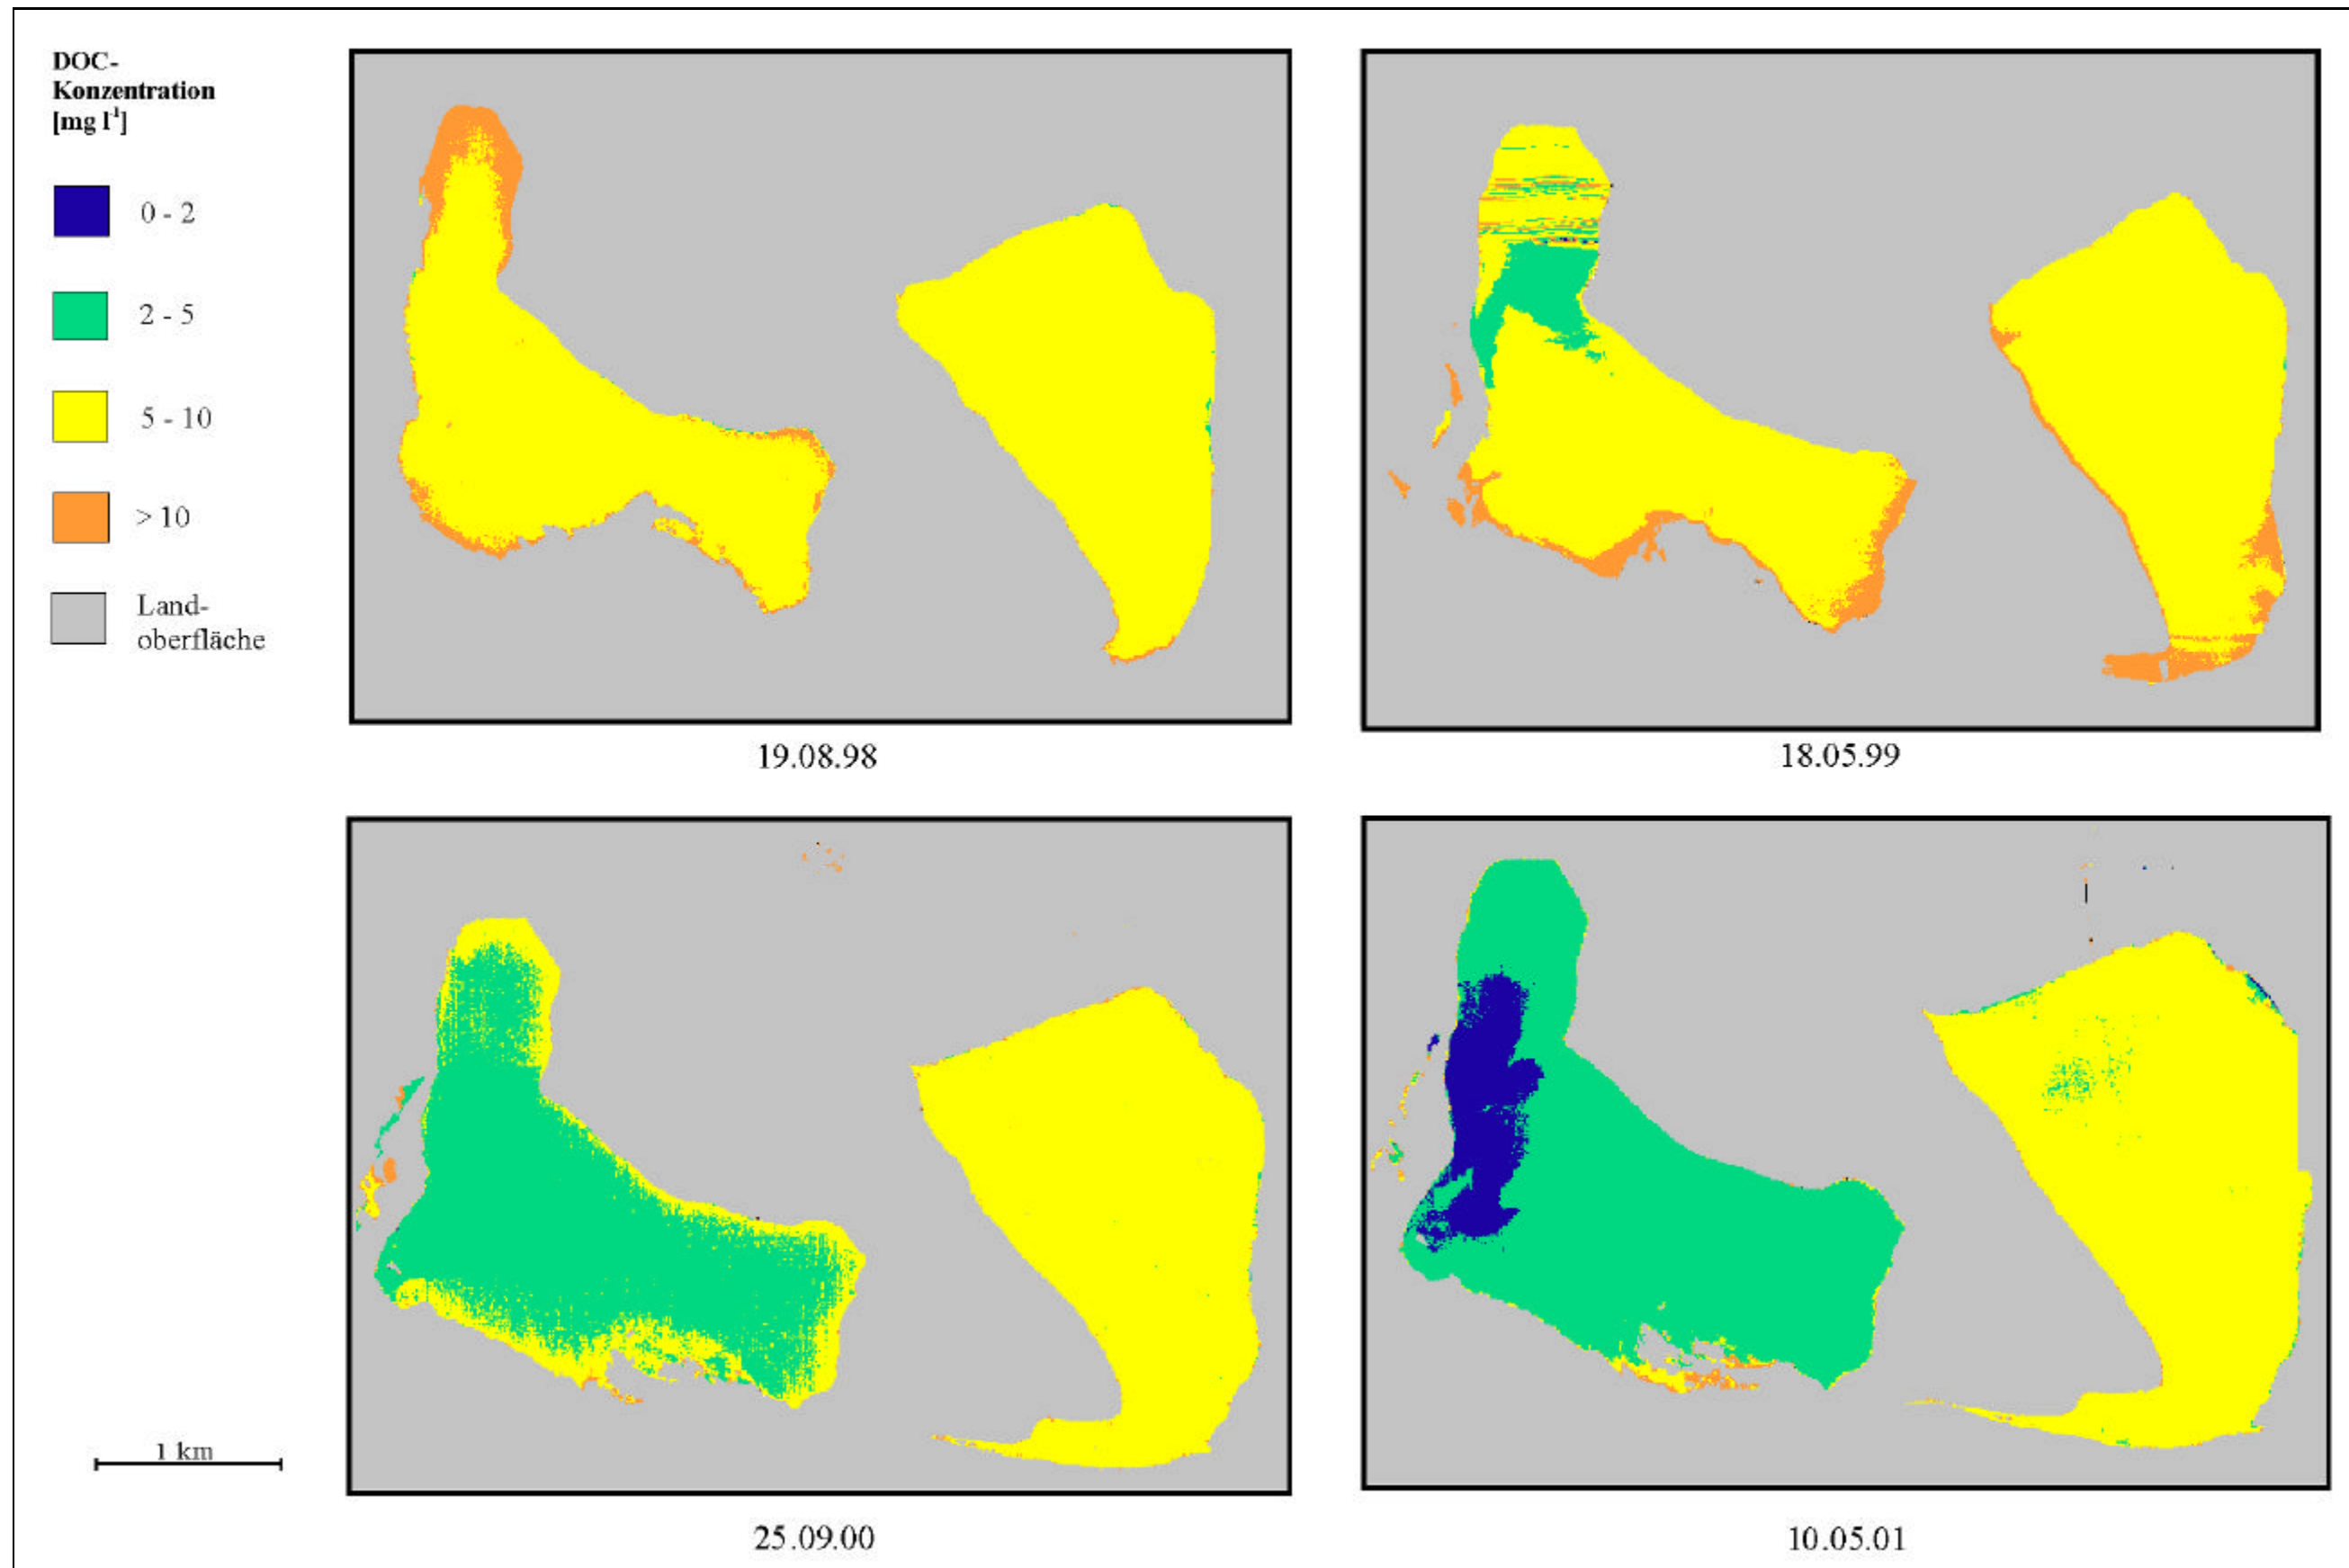 DOC-
Konzentration
[mg l⁻¹]
0 - 2
2 - 5
5 - 10
> 10
Land-
oberfläche
19.08.98
18.05.99
1 km
25.09.00
10.05.01